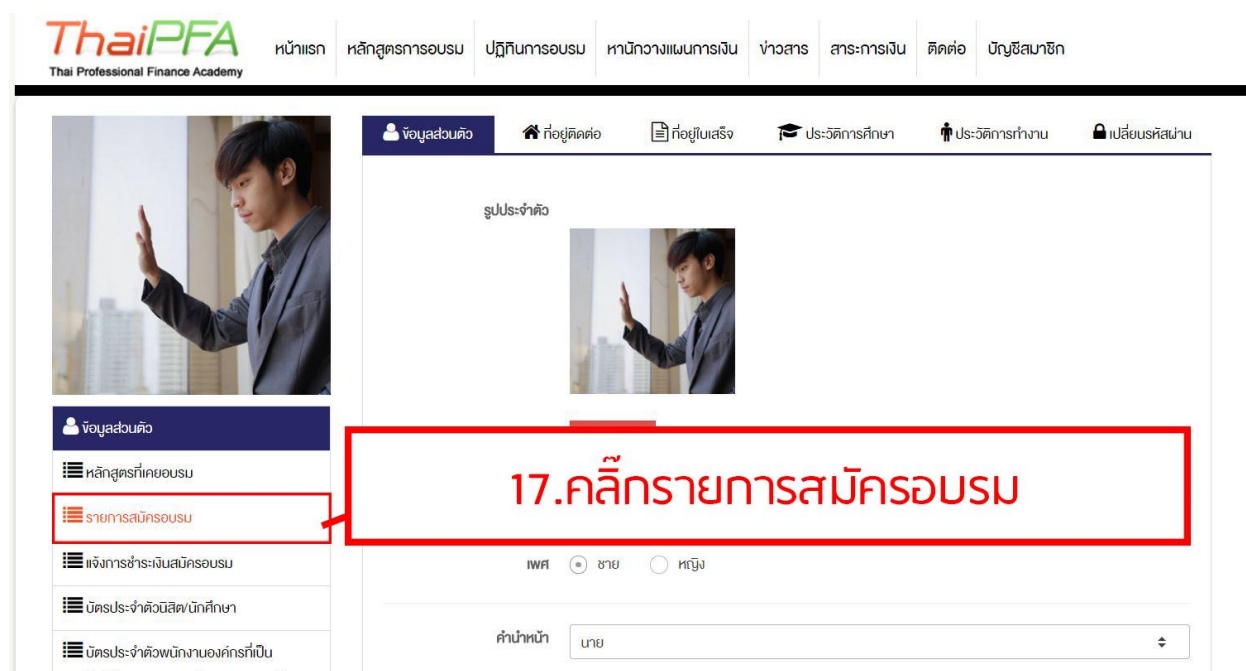 ThaiPFA
Thai Professional Finance Academy
หน้าแรก
หลักสูตรการอบรม
ปฏิทินการอบรม
หานักวางแผนการเงิน
ข่าวสาร
สาระการเงิน
ติดต่อ
บัญชีสมาชิก
ข้อมูลส่วนตัว
ที่อยู่ติดต่อ
ที่อยู่ใบเสร็จ
ประวัติการศึกษา
ประวัติการทำงาน
เปลี่ยนรหัสผ่าน
รูปประจำตัว
ข้อมูลส่วนตัว
หลักสูตรที่เคยอบรม
รายการสมัครอบรม
แจ้งการชำระเงินสมัครอบรม
บัตรประจำตัวนิสิต/นักศึกษา
บัตรประจำตัวพนักงานองค์กรที่เป็น
17.คลิ๊กรายการสมัครอบรม
เพศ ชาย หญิง
คำนำหน้า นาย